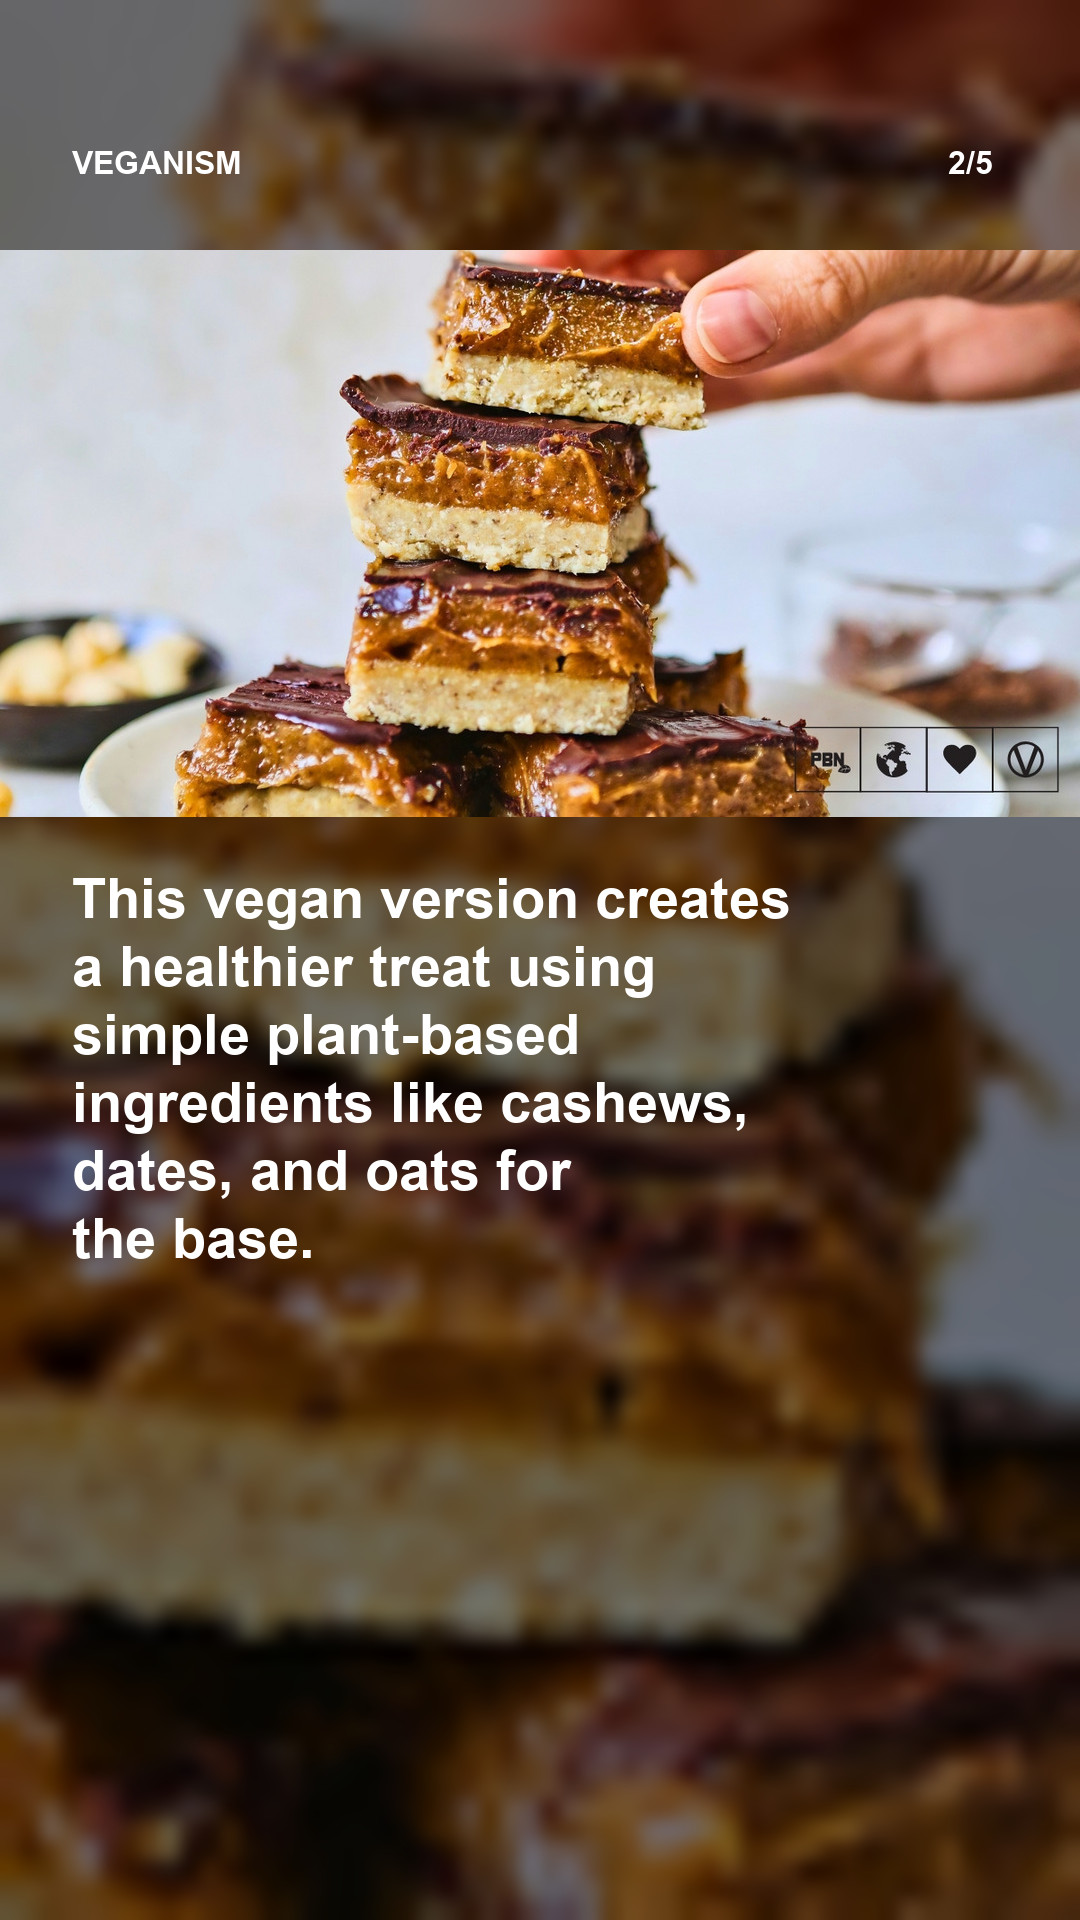 VEGANISM
2/5
PBN
This vegan version creates
a healthier treat using
simple plant-based
ingredients like cashews,
dates, and oats for
the base.